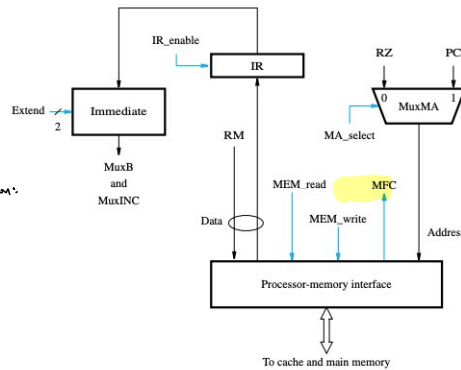 IR_enable
IR
RZ
PC
0
1
MuxMA
MA_select
Extend
2
Immediate
MuxB
and
MuxINC
RM
MEM_read
MFC
MEM_write
Data
Address
Processor-memory interface
To cache and main memory